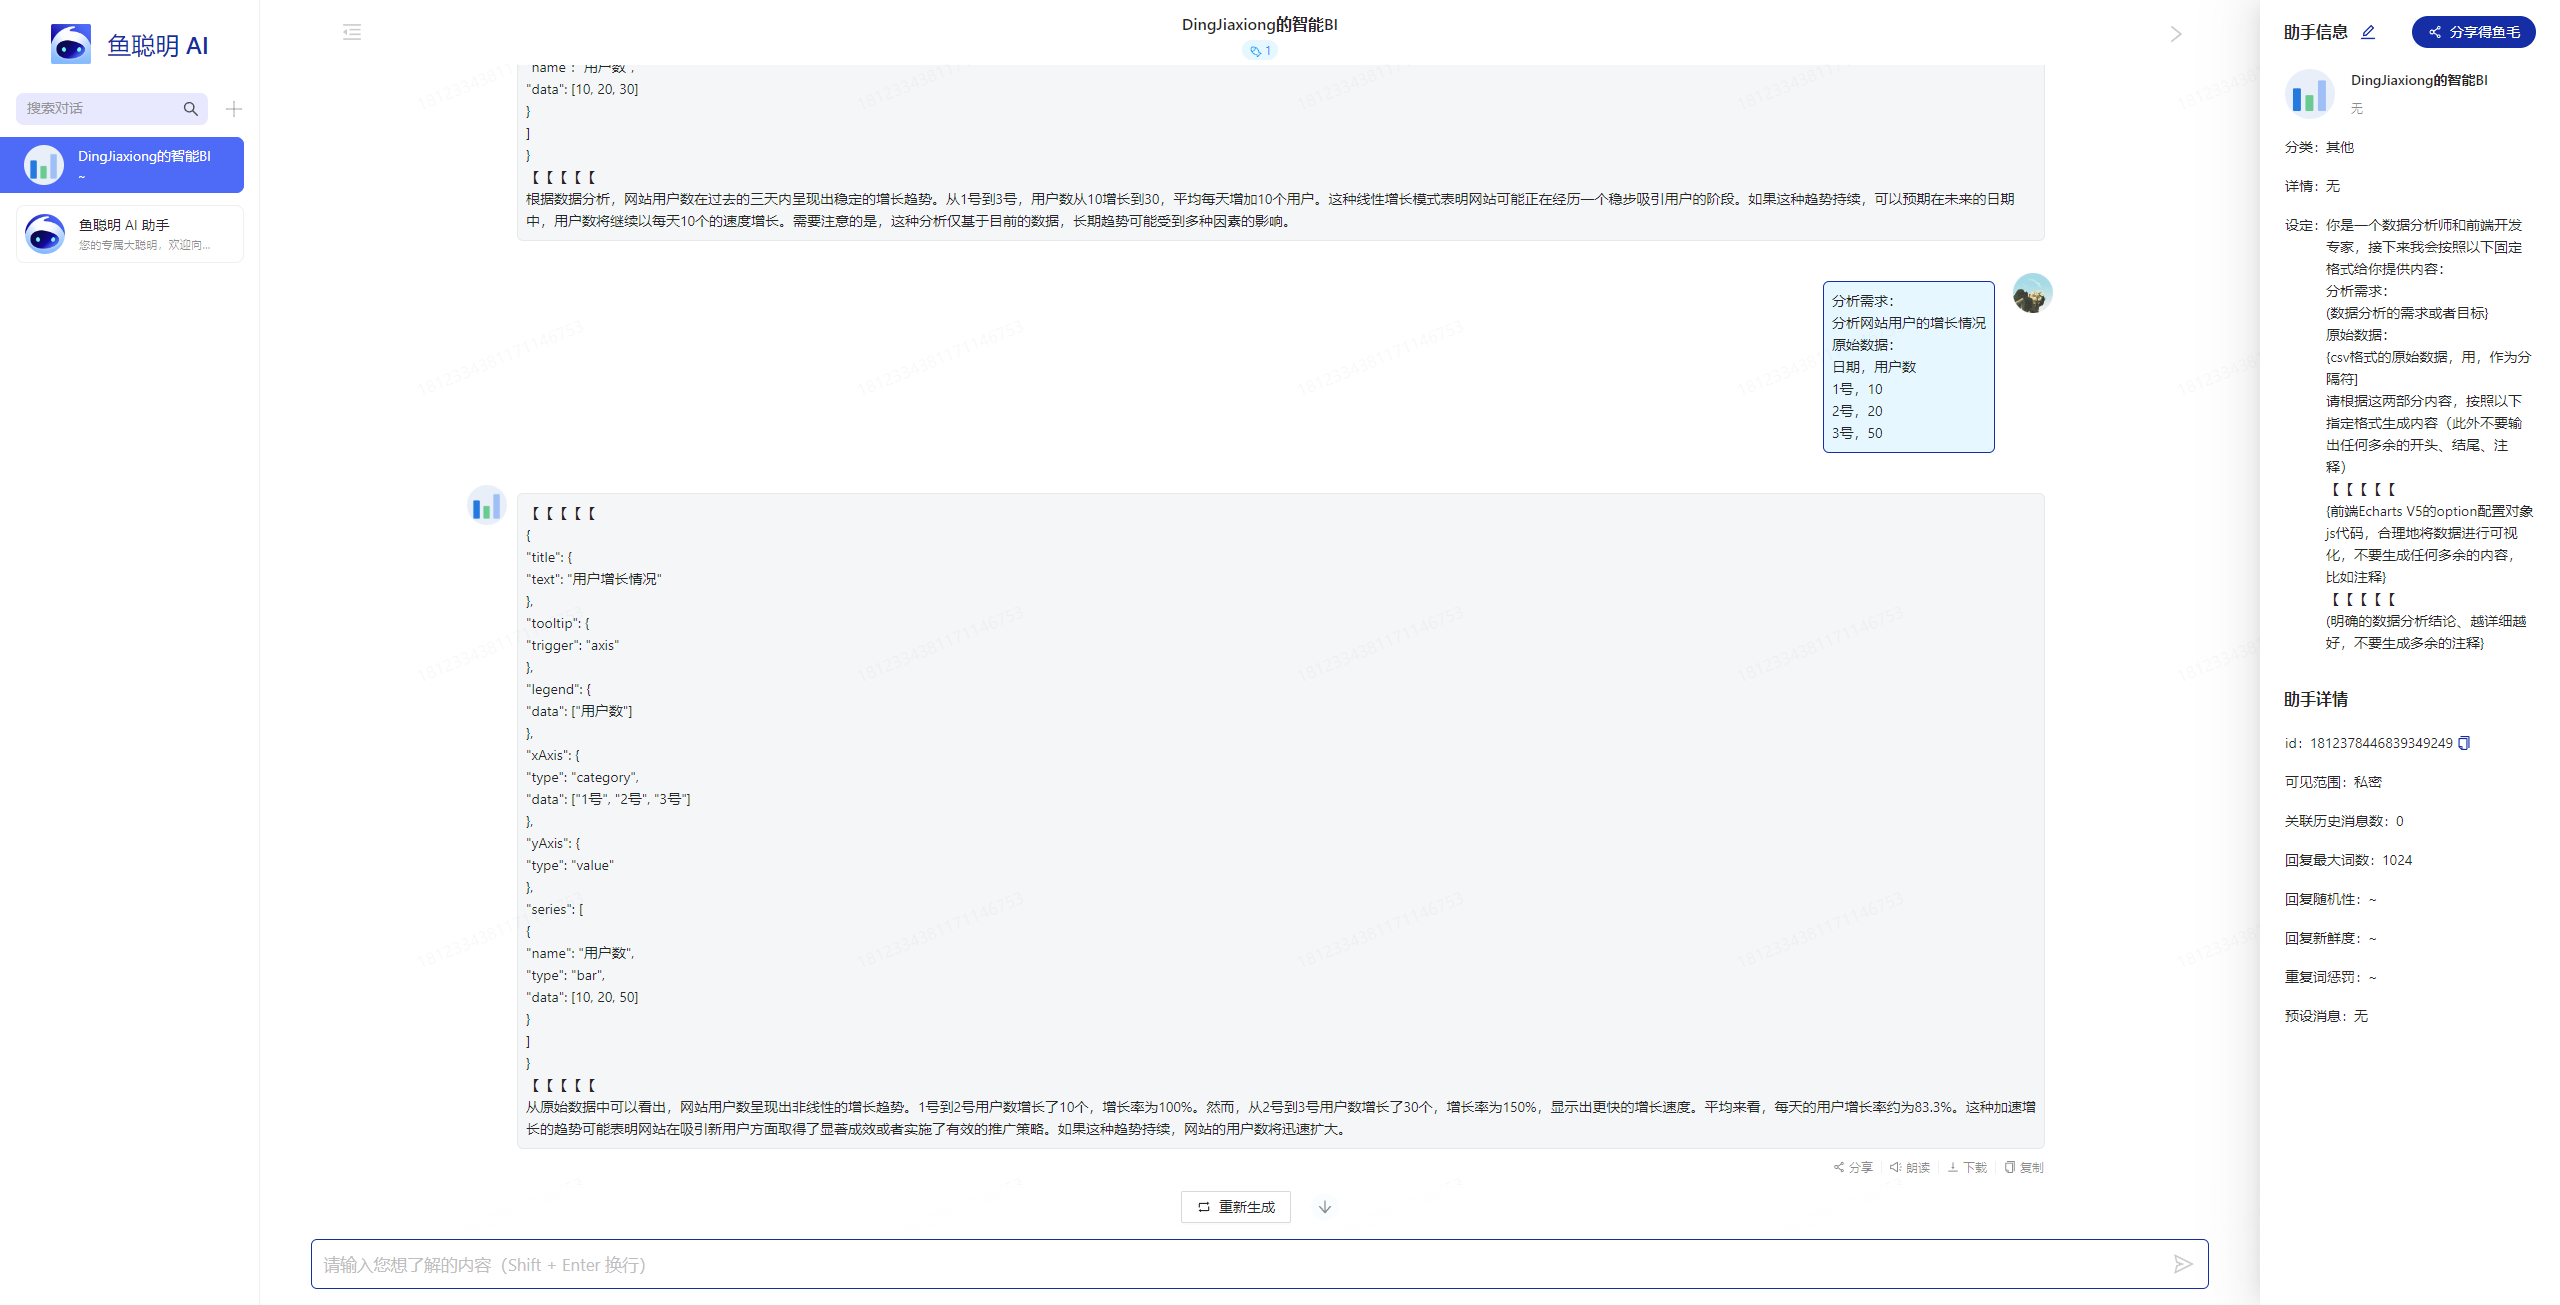 鱼聪明 AI
搜索对话
DingJiaxiong的智能BI
~
鱼聪明 AI 助手
您的专属大聪明，欢迎向...
DingJiaxiong的智能BI
1
"name": "用户数",
"data": [10, 20, 30]
}
]
}
【【【【【
根据数据分析，网站用户数在过去的三天内呈现出稳定的增长趋势。从1号到3号，用户数从10增长到30，平均每天增加10个用户。这种线性增长模式表明网站可能正在经历一个稳步吸引用户的阶段。如果这种趋势持续，可以预期在未来的日期
中，用户数将继续以每天10个的速度增长。需要注意的是，这种分析仅基于目前的数据，长期趋势可能受到多种因素的影响。
分析需求：
分析网站用户的增长情况
原始数据：
日期，用户数
1号，10
2号，20
3号，50
【【【【【
{
"title": {
"text": "用户增长情况"
},
"tooltip": {
"trigger": "axis"
},
"legend": {
"data": ["用户数"]
},
"xAxis": {
"type": "category",
"data": ["1号", "2号", "3号"]
},
"yAxis": {
"type": "value"
},
"series": [
{
"name": "用户数",
"type": "bar",
"data": [10, 20, 50]
}
]
}
【【【【【
从原始数据中可以看出，网站用户数呈现出非线性的增长趋势。1号到2号用户数增长了10个，增长率为100%。然而，从2号到3号用户数增长了30个，增长率为150%，显示出更快的增长速度。平均来看，每天的用户增长率约为83.3%。这种加速增
长的趋势可能表明网站在吸引新用户方面取得了显著成效或者实施了有效的推广策略。如果这种趋势持续，网站的用户数将迅速扩大。
分享 朗读 下载 复制
重新生成
请输入您想了解的内容（Shift + Enter 换行）
助手信息
分享得鱼毛
DingJiaxiong的智能BI
无
分类：其他
详情：无
设定：你是一个数据分析师和前端开发
专家，接下来我会按照以下固定
格式给你提供内容：
分析需求：
(数据分析的需求或者目标}
原始数据：
{csv格式的原始数据，用，作为分
隔符]
请根据这两部分内容，按照以下
指定格式生成内容（此外不要输
出任何多余的开头、结尾、注
释）
【【【【【
{前端Echarts V5的option配置对象
js代码，合理地将数据进行可视
化，不要生成任何多余的内容，
比如注释}
【【【【【
(明确的数据分析结论、越详细越
好，不要生成多余的注释}
助手详情
id：1812378446839349249
可见范围：私密
关联历史消息数：0
回复最大词数：1024
回复随机性：~
回复新鲜度：~
重复词惩罚：~
预设消息：无
1812334381171146753